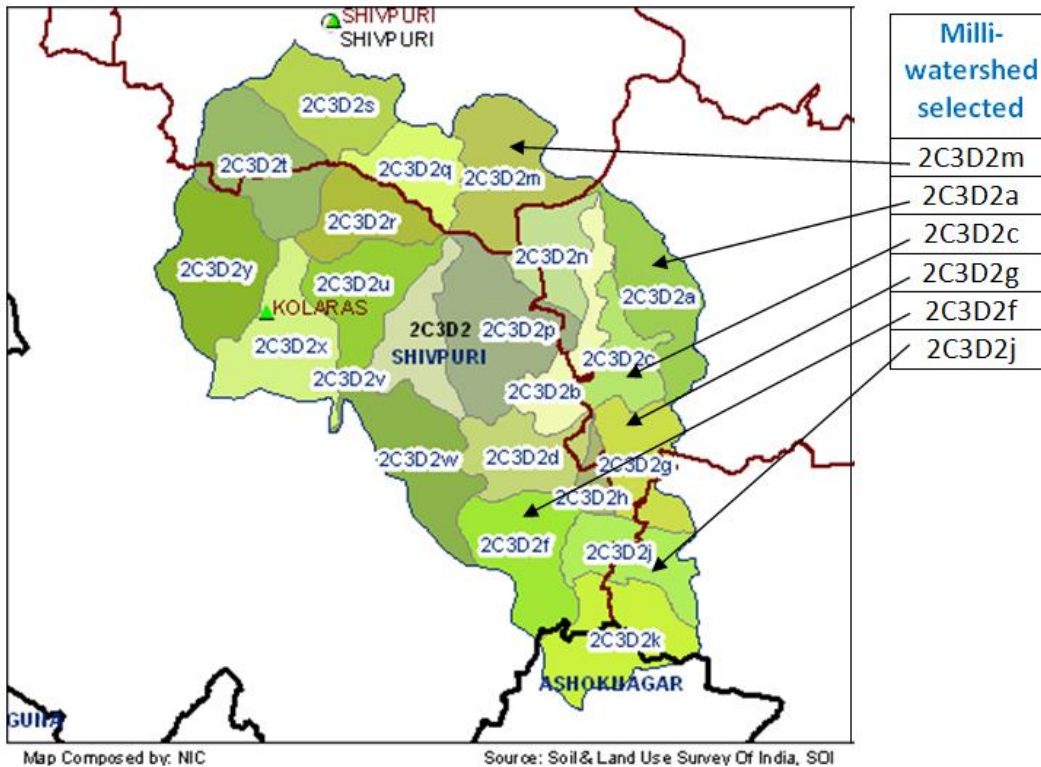 SHIVPURI
SHIVPURI
2C3D2s
2C3D2t
2C3D2q
2C3D2m
2C3D2r
2C3D2n
2C3D2y
2C3D2u
2C3D2a
KOLARAS
2C3D2
2C3D2p
2C3D2x
SHIVPURI
2C3D2c
2C3D2v
2C3D2b
2C3D2w
2C3D2d
2C3D2g
2C3D2h
2C3D2f
2C3D2j
2C3D2k
ASHOKNAGAR
GUNA
Map Composed by: NIC
Source: Soil & Land Use Survey Of India, SOI
Milli-
watershed
selected
2C3D2m
2C3D2a
2C3D2c
2C3D2g
2C3D2f
2C3D2j